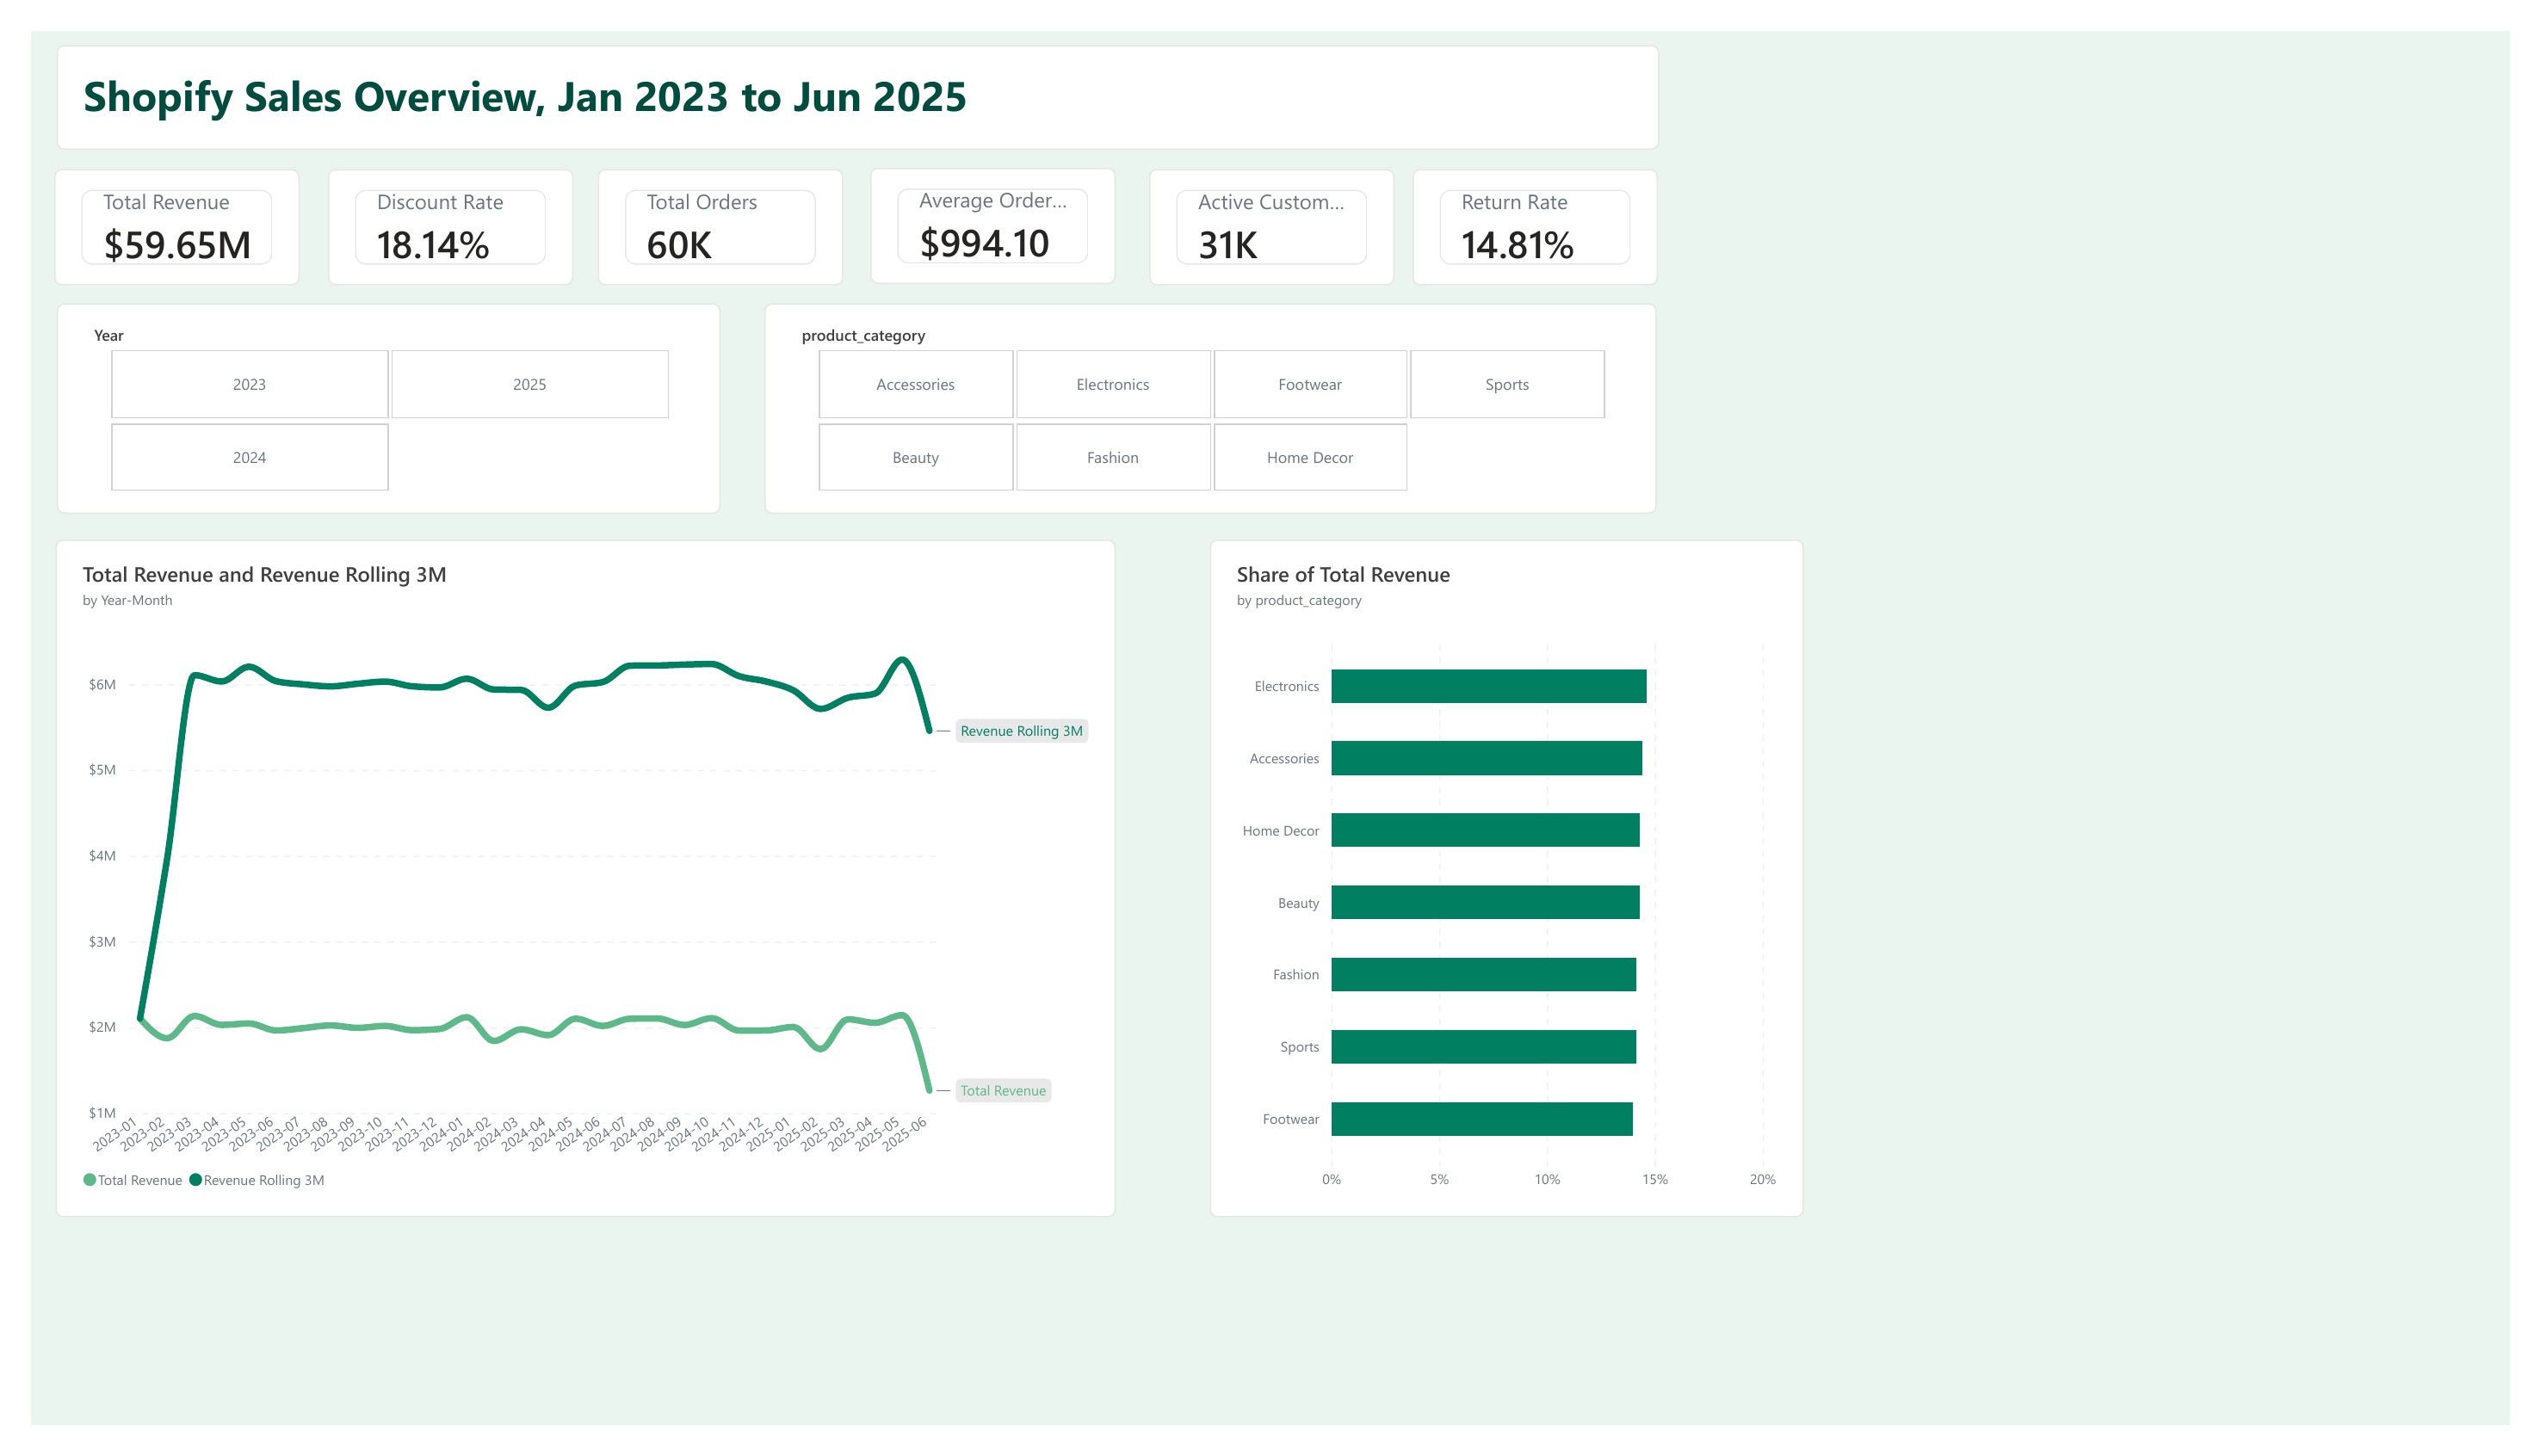 Shopify Sales Overview, Jan 2023 to Jun 2025
Total Revenue
$59.65M
Discount Rate
18.14%
Total Orders
60K
Average Order...
$994.10
Active Custom...
31K
Return Rate
14.81%
Year
2023
2025
2024
product_category
Accessories
Electronics
Footwear
Sports
Beauty
Fashion
Home Decor
Total Revenue and Revenue Rolling 3M
by Year-Month
$6M
$5M
$4M
$3M
$2M
$1M
Revenue Rolling 3M
Total Revenue
2023-01
2023-02
2023-03
2023-04
2023-05
2023-06
2023-07
2023-08
2023-09
2023-10
2023-11
2023-12
2024-01
2024-02
2024-03
2024-04
2024-05
2024-06
2024-07
2024-08
2024-09
2024-10
2024-11
2024-12
2025-01
2025-02
2025-03
2025-04
2025-05
2025-06
Total Revenue
Revenue Rolling 3M
Share of Total Revenue
by product_category
Electronics
Accessories
Home Decor
Beauty
Fashion
Sports
Footwear
0%
5%
10%
15%
20%